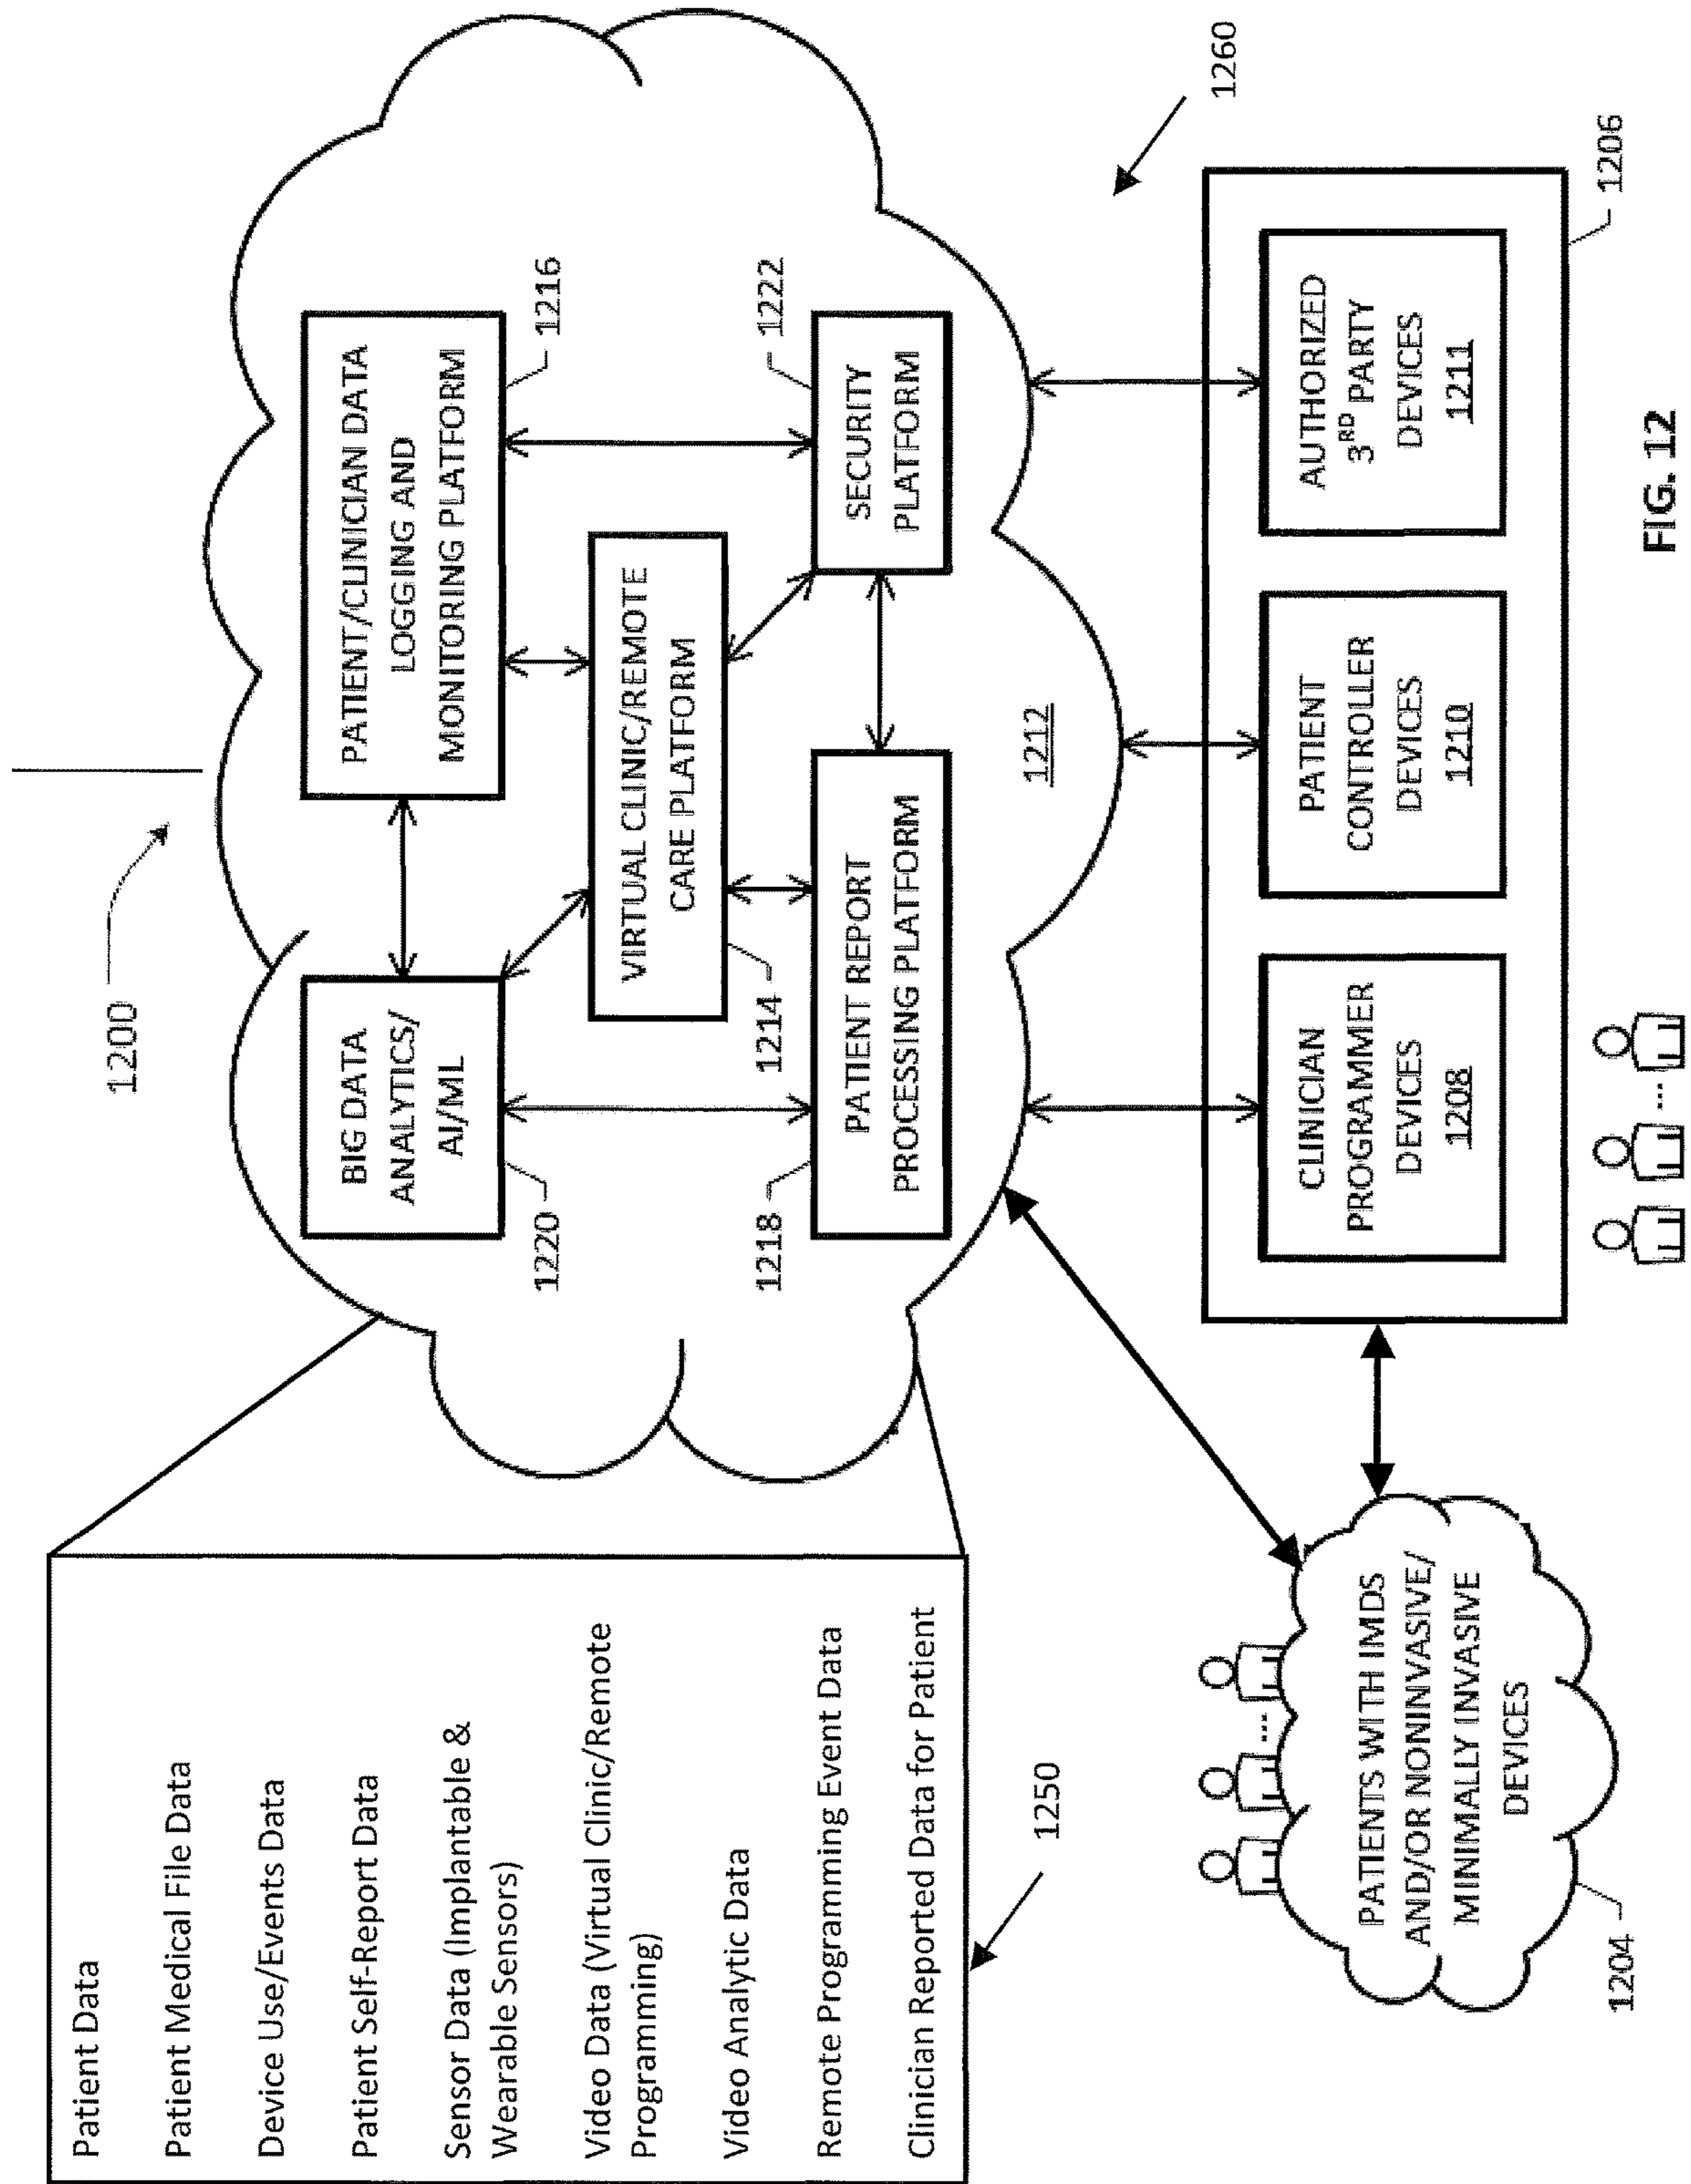 1200
Patient Data
Patient Medical File Data
Device Use/Events Data
Patient Self-Report Data
Sensor Data (Implantable &
Wearable Sensors)
Video Data (Virtual Clinic/Remote
Programming)
Video Analytic Data
Remote Programming Event Data
Clinician Reported Data for Patient
1250
BIG DATA
ANALYTICS/
AI/ML
1220
PATIENT/CLINICIAN DATA
LOGGING AND
MONITORING PLATFORM
1216
VIRTUAL CLINIC/REMOTE
CARE PLATFORM
1214
PATIENT REPORT
PROCESSING PLATFORM
1218
SECURITY
PLATFORM
1222
1212
1260
PATIENTS WITH IMDS
AND/OR NONINVASIVE/
MINIMALLY INVASIVE
DEVICES
1204
...
CLINICIAN
PROGRAMMER
DEVICES
1208
PATIENT
CONTROLLER
DEVICES
1210
AUTHORIZED
3RD PARTY
DEVICES
1211
1206
...
FIG. 12